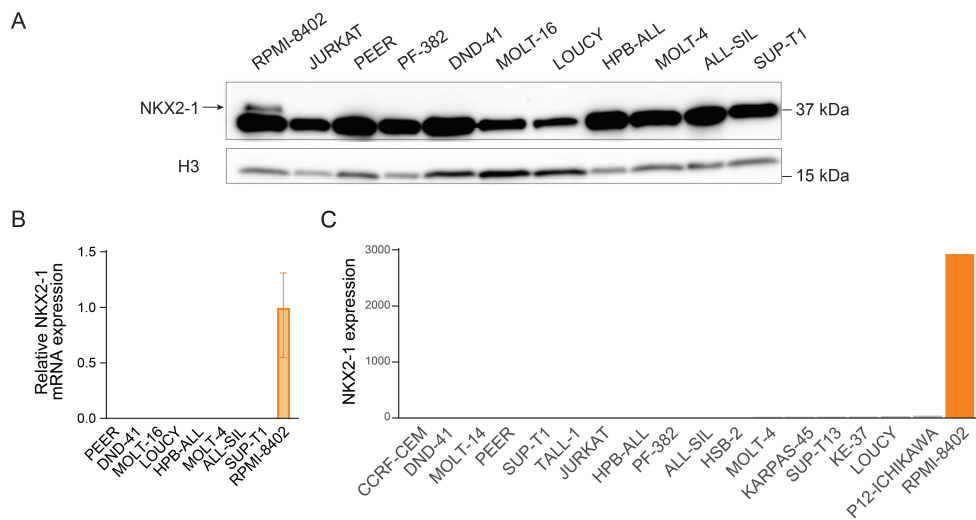 A
RPMI-8402
JURKAT
PEER
PF-382
DND-41
MOLT-16
LOUCY
HPB-ALL
MOLT-4
ALL-SIL
SUP-T1
NKX2-1
37 kDa
H3
15 kDa
B
Relative NKX2-1
mRNA expression
1.5
1.0
0.5
0.0
PEER
DND-41
MOLT-16
LOUCY
HPB-ALL
MOLT-4
ALL-SIL
SUP-T1
RPMI-8402
C
NKX2-1 expression
3000
2000
1000
0
CCRF-CEM
DND-41
MOLT-14
PEER
SUP-T1
TALL-1
JURKAT
HPB-ALL
PF-382
ALL-SIL
HSB-2
MOLT-4
KARPAS-45
SUP-T13
KE-37
LOUCY
P12-ICHIKAWA
RPMI-8402